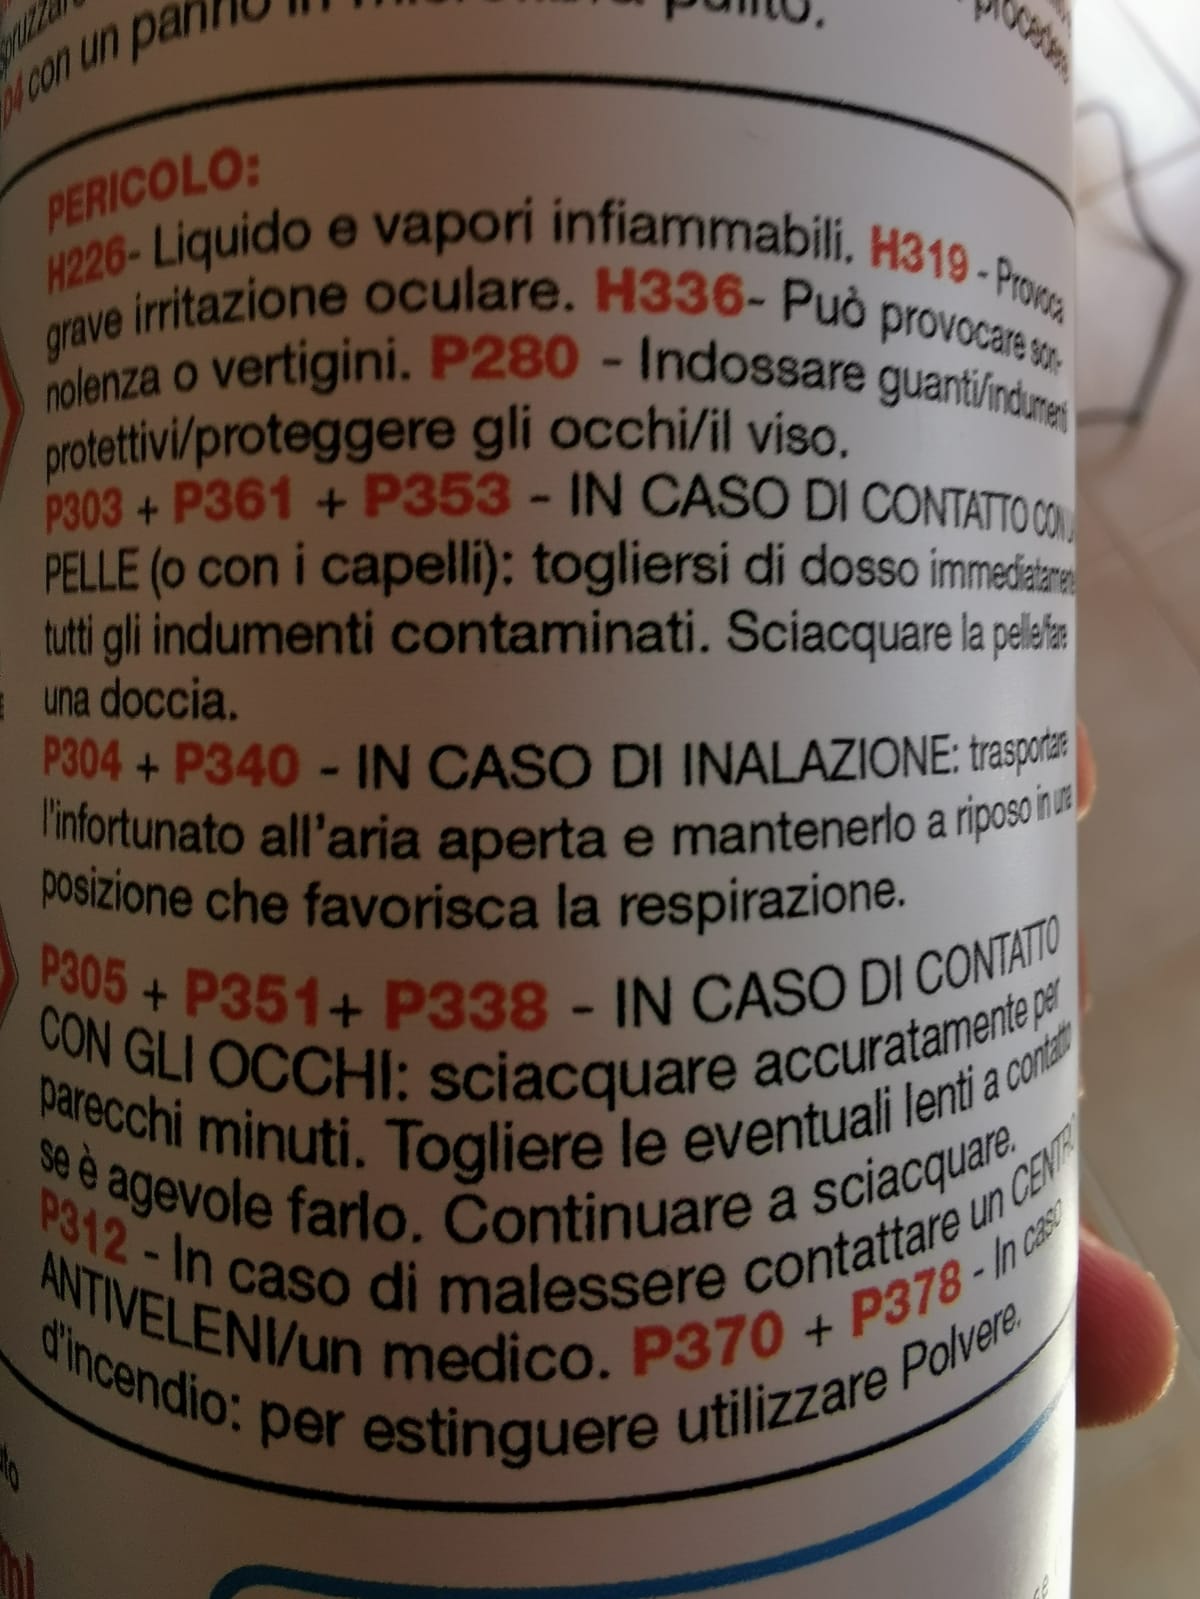 con un panno in microfibra pulito.
procedere
PERICOLO:
H226- Liquido e vapori infiammabili. H319 - Provoca
grave irritazione oculare. H336- Può provocare son-
nolenza o vertigini. P280 - Indossare guanti/indumenti
protettivi/proteggere gli occhi/il viso.
P303 + P361 + P353 - IN CASO DI CONTATTO CON LA
PELLE (o con i capelli): togliersi di dosso immediatamente
tutti gli indumenti contaminati. Sciacquare la pelle/fare
una doccia.
P304 + P340 - IN CASO DI INALAZIONE: trasportare
l'infortunato all'aria aperta e mantenerlo a riposo in una
posizione che favorisca la respirazione.
P305 + P351+ P338 - IN CASO DI CONTATTO
CON GLI OCCHI: sciacquare accuratamente per
parecchi minuti. Togliere le eventuali lenti a contatto
se è agevole farlo. Continuare a sciacquare.
P312 - In caso di malessere contattare un CENTRO
ANTIVELENI/un medico. P370 + P378 - In caso
d'incendio: per estinguere utilizzare Polvere.